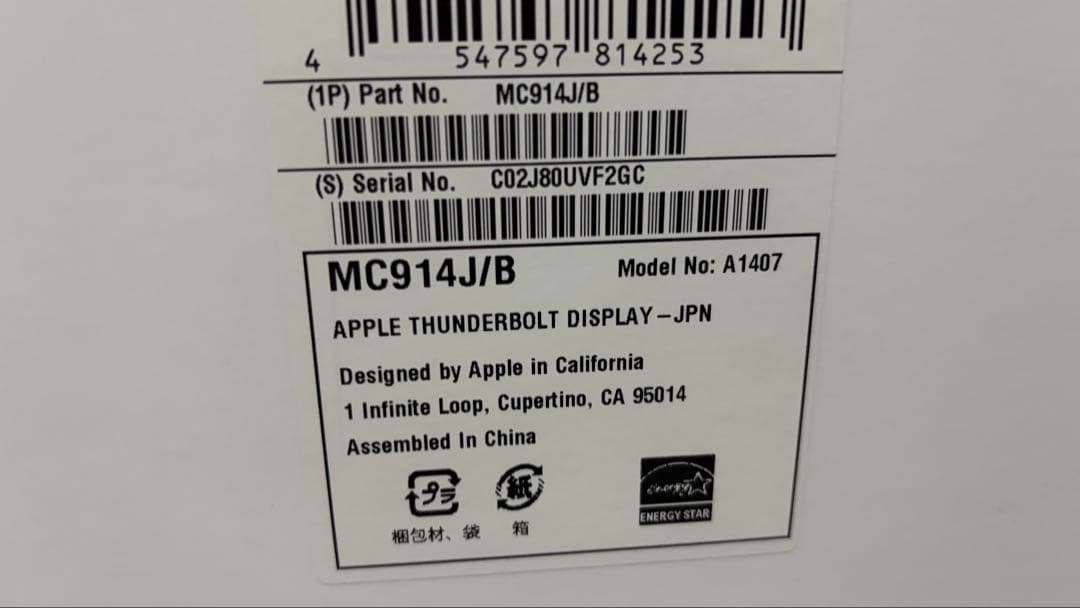 4 547597 814253
(1P) Part No. MC914J/B
(S) Serial No. C02J80UVF2GC
MC914J/B Model No: A1407
APPLE THUNDERBOLT DISPLAY–JPN
Designed by Apple in California
1 Infinite Loop, Cupertino, CA 95014
Assembled In China
プラ 紙 energy
梱包材、袋 箱 ENERGY STAR